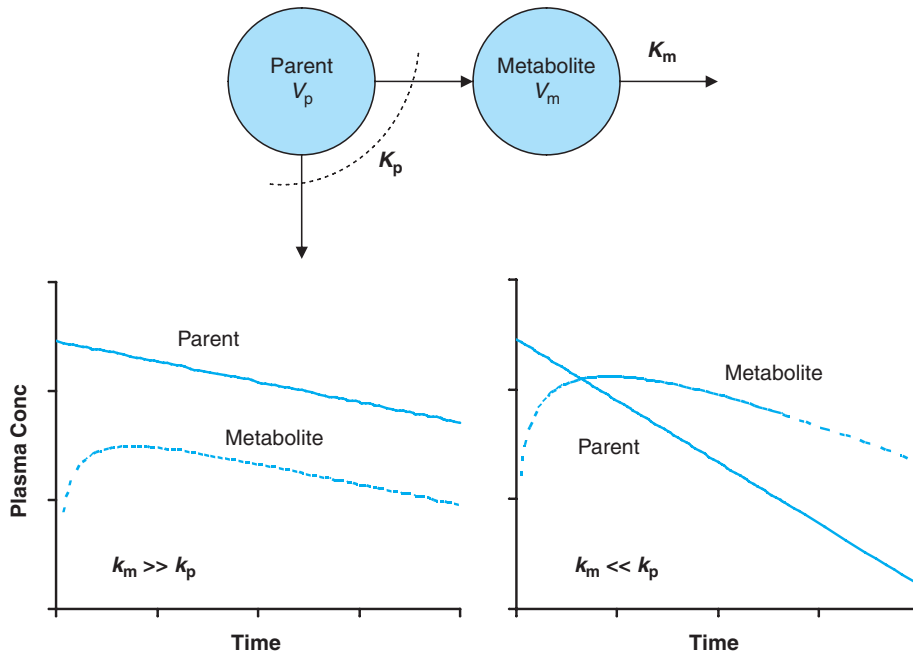 Parent
Vp
Metabolite
Vm
Km
Kp
Plasma Conc
Parent
Metabolite
km >> kp
Time
Metabolite
Parent
km << kp
Time